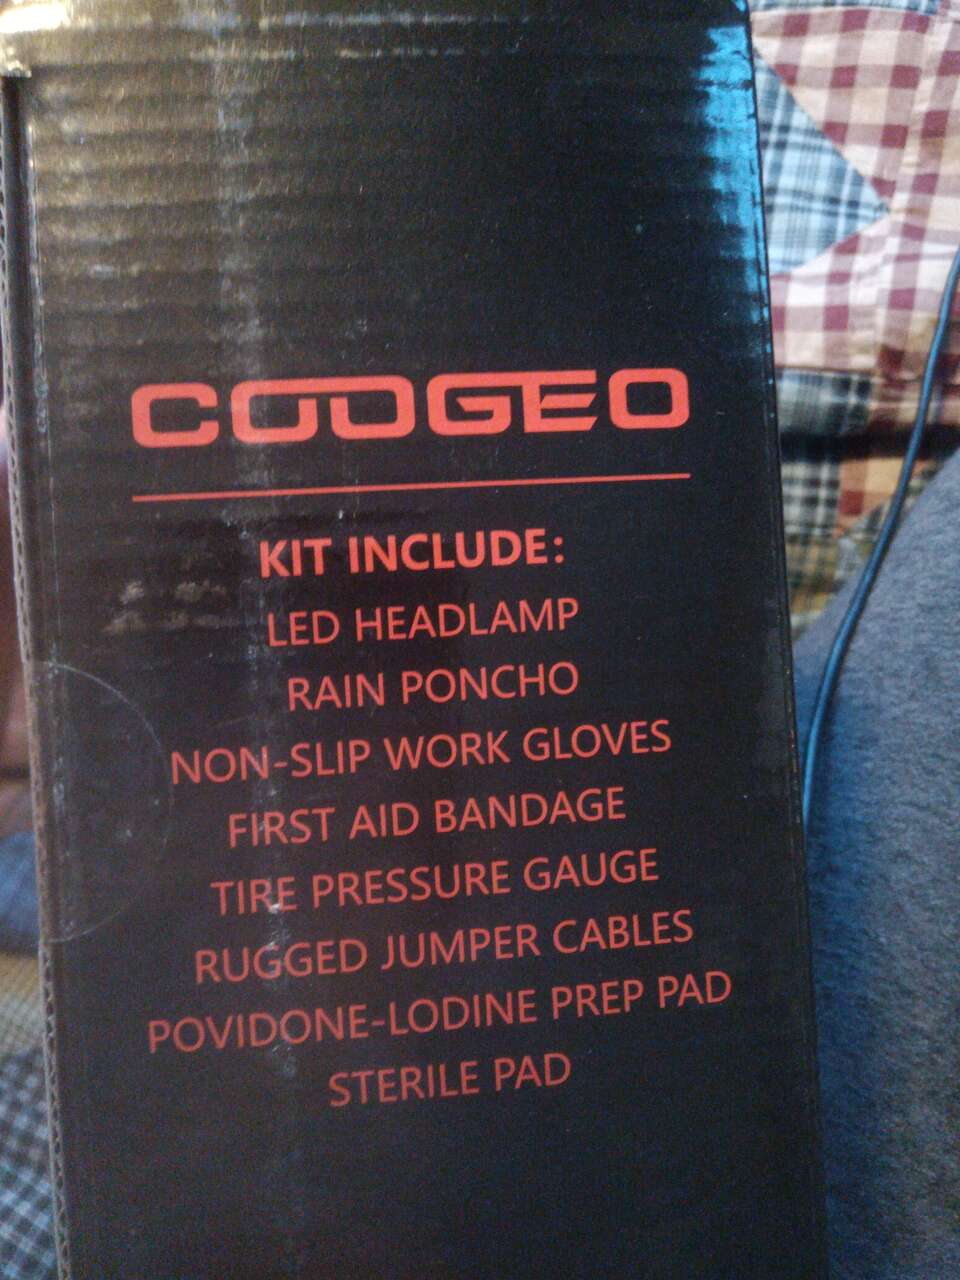 COOGEO
KIT INCLUDE:
LED HEADLAMP
RAIN PONCHO
NON-SLIP WORK GLOVES
FIRST AID BANDAGE
TIRE PRESSURE GAUGE
RUGGED JUMPER CABLES
POVIDONE-LODINE PREP PAD
STERILE PAD